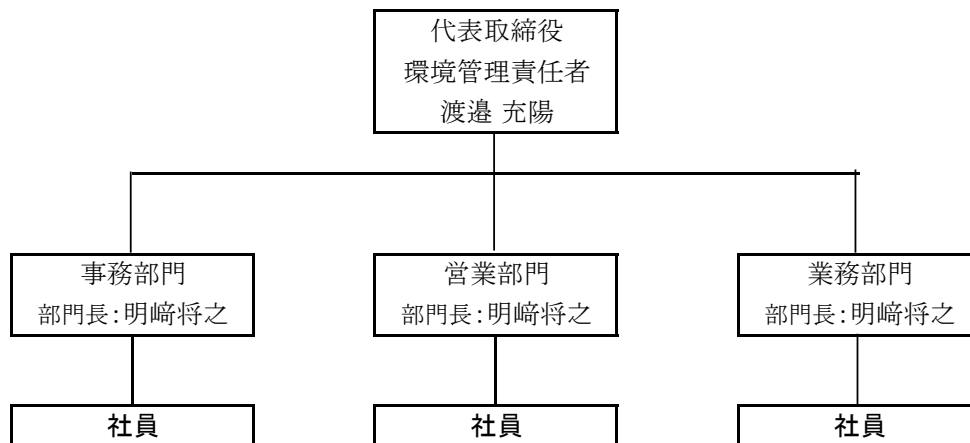 代表取締役
環境管理責任者
渡邉 充陽
事務部門
部門長:明﨑将之
営業部門
部門長:明﨑将之
業務部門
部門長:明﨑将之
社員
社員
社員